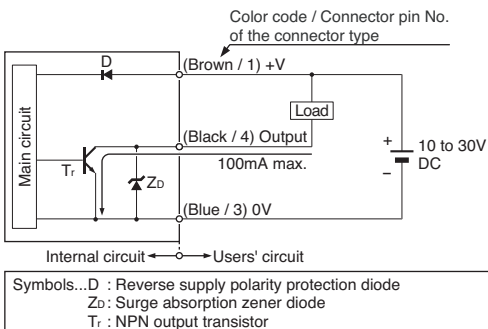 Color code / Connector pin No.
of the connector type
D
(Brown / 1) +V
Load
Main circuit
(Black / 4) Output
Tr
100mA max.
ZD
+
10 to 30V
DC
−
(Blue / 3) 0V
Internal circuit
Users' circuit
Symbols...D : Reverse supply polarity protection diode
ZD: Surge absorption zener diode
Tr : NPN output transistor